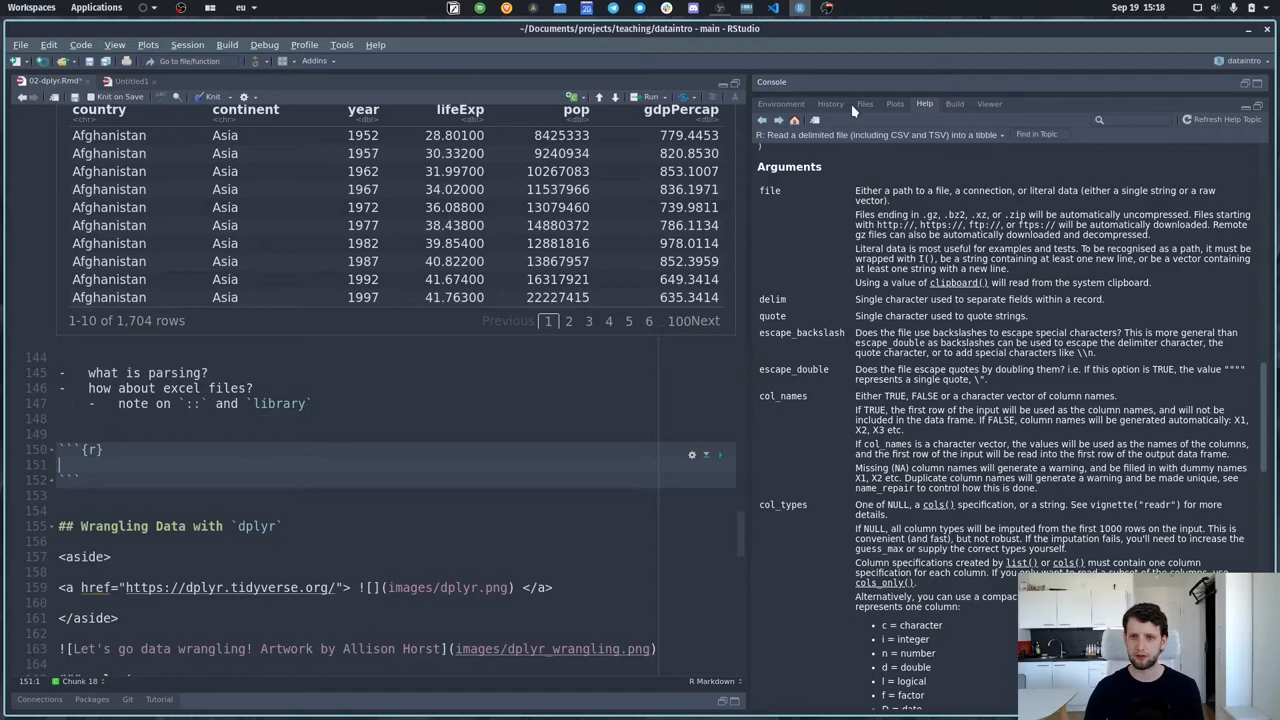 Workspaces Applications eu Sep 19 15:18
~/Documents/projects/teaching/dataintro - main - RStudio
File Edit Code View Plots Session Build Debug Profile Tools Help
Go to file/function Addins dataintro
02-dplyr.Rmd* Untitled1
Knit on Save Knit Run
country continent year lifeExp pop gdpPercap
<chr> <chr> <dbl> <dbl> <dbl> <dbl>
Afghanistan Asia 1952 28.80100 8425333 779.4453
Afghanistan Asia 1957 30.33200 9240934 820.8530
Afghanistan Asia 1962 31.99700 10267083 853.1007
Afghanistan Asia 1967 34.02000 11537966 836.1971
Afghanistan Asia 1972 36.08800 13079460 739.9811
Afghanistan Asia 1977 38.43800 14880372 786.1134
Afghanistan Asia 1982 39.85400 12881816 978.0114
Afghanistan Asia 1987 40.82200 13867957 852.3959
Afghanistan Asia 1992 41.67400 16317921 649.3414
Afghanistan Asia 1997 41.76300 22227415 635.3414
1-10 of 1,704 rows Previous 1 2 3 4 5 6 ... 100 Next
144
145 - what is parsing?
146 - how about excel files?
147 - note on `::` and `library`
148
149
150 ```{r}
151
152 ```
153
154
155 ## Wrangling Data with `dplyr`
156
157 <aside>
158
159 <a href="https://dplyr.tidyverse.org/"> ![](images/dplyr.png) </a>
160
161 </aside>
162
163 ![Let's go data wrangling! Artwork by Allison Horst](images/dplyr_wrangling.png)
164
151:1 Chunk 18 R Markdown
Connections Packages Git Tutorial
Console
Environment History Files Plots Help Build Viewer
Refresh Help Topic
R: Read a delimited file (including CSV and TSV) into a tibble Find in Topic
)
Arguments
file Either a path to a file, a connection, or literal data (either a single string or a raw
vector).
Files ending in .gz, .bz2, .xz, or .zip will be automatically uncompressed. Files starting
with http://, https://, ftp://, or ftps:// will be automatically downloaded. Remote
gz files can also be automatically downloaded and decompressed.
Literal data is most useful for examples and tests. To be recognised as a path, it must be
wrapped with I(), be a string containing at least one new line, or be a vector containing
at least one string with a new line.
Using a value of clipboard() will read from the system clipboard.
delim Single character used to separate fields within a record.
quote Single character used to quote strings.
escape_backslash Does the file use backslashes to escape special characters? This is more general than
escape_double as backslashes can be used to escape the delimiter character, the
quote character, or to add special characters like \\n.
escape_double Does the file escape quotes by doubling them? i.e. If this option is TRUE, the value """"
represents a single quote, \".
col_names Either TRUE, FALSE or a character vector of column names.
If TRUE, the first row of the input will be used as the column names, and will not be
included in the data frame. If FALSE, column names will be generated automatically: X1,
X2, X3 etc.
If col_names is a character vector, the values will be used as the names of the columns,
and the first row of the input will be read into the first row of the output data frame.
Missing (NA) column names will generate a warning, and be filled in with dummy names
X1, X2 etc. Duplicate column names will generate a warning and be made unique, see
name_repair to control how this is done.
col_types One of NULL, a cols() specification, or a string. See vignette("readr") for more
details.
If NULL, all column types will be imputed from the first 1000 rows on the input. This is
convenient (and fast), but not robust. If the imputation fails, you'll need to increase the
guess_max or supply the correct types yourself.
Column specifications created by list() or cols() must contain one column
specification for each column. If you only want to read a subset of the columns, use
cols_only().
Alternatively, you can use a compac
represents one column:
• c = character
• i = integer
• n = number
• d = double
• l = logical
• f = factor
• D = date